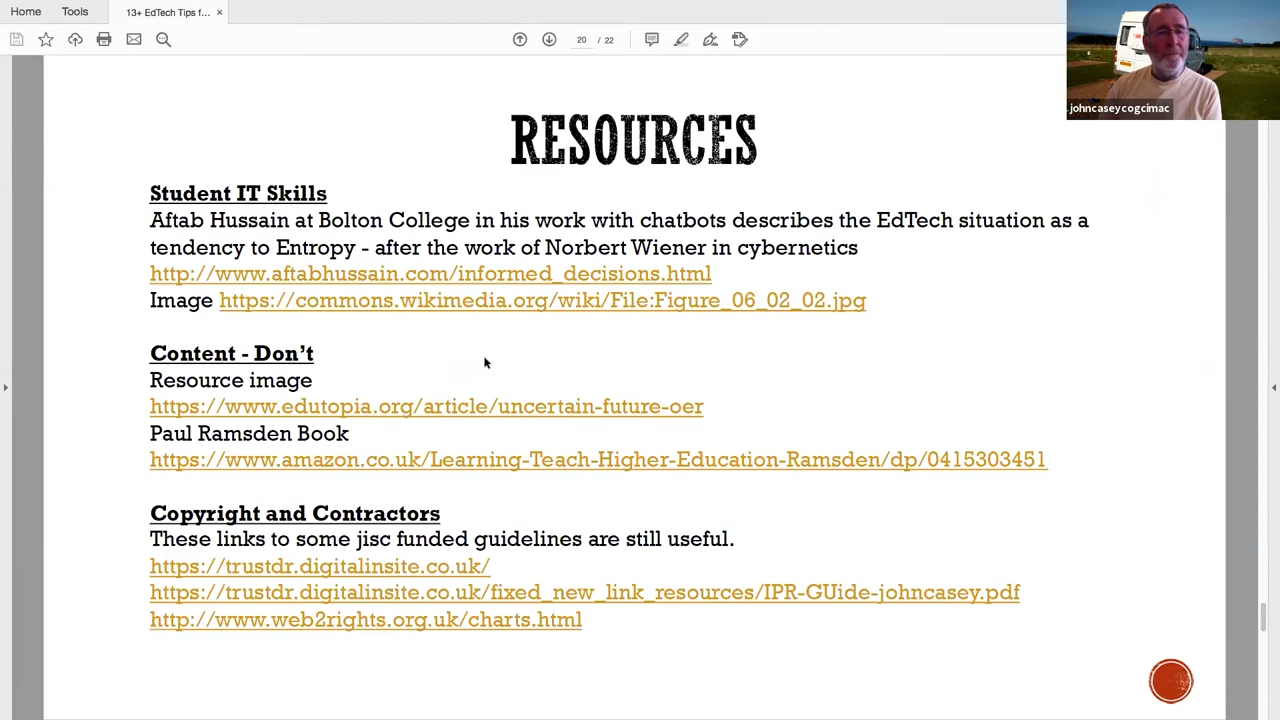 Home
Tools
13+ EdTech Tips f...
×
20 / 22
johncaseycogcimac
RESOURCES
Student IT Skills
Aftab Hussain at Bolton College in his work with chatbots describes the EdTech situation as a
tendency to Entropy - after the work of Norbert Wiener in cybernetics
http://www.aftabhussain.com/informed_decisions.html
Image https://commons.wikimedia.org/wiki/File:Figure_06_02_02.jpg
Content - Don’t
Resource image
https://www.edutopia.org/article/uncertain-future-oer
Paul Ramsden Book
https://www.amazon.co.uk/Learning-Teach-Higher-Education-Ramsden/dp/0415303451
Copyright and Contractors
These links to some jisc funded guidelines are still useful.
https://trustdr.digitalinsite.co.uk/
https://trustdr.digitalinsite.co.uk/fixed_new_link_resources/IPR-GUide-johncasey.pdf
http://www.web2rights.org.uk/charts.html